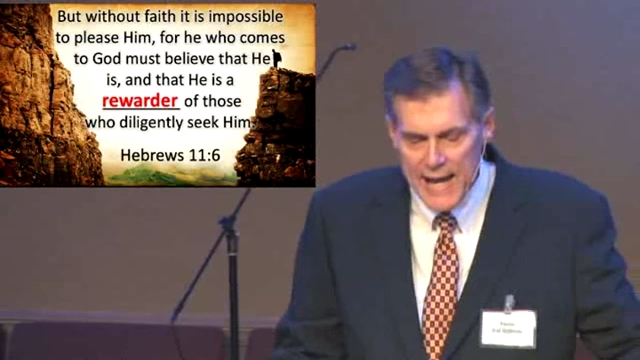 But without faith it is impossible
to please Him, for he who comes
to God must believe that He
is, and that He is a
rewarder of those
who diligently seek Him.
Hebrews 11:6